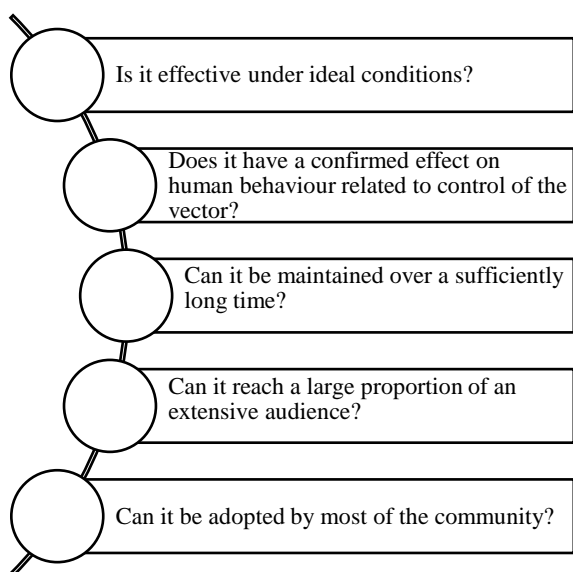 Is it effective under ideal conditions?
Does it have a confirmed effect on
human behaviour related to control of the
vector?
Can it be maintained over a sufficiently
long time?
Can it reach a large proportion of an
extensive audience?
Can it be adopted by most of the community?